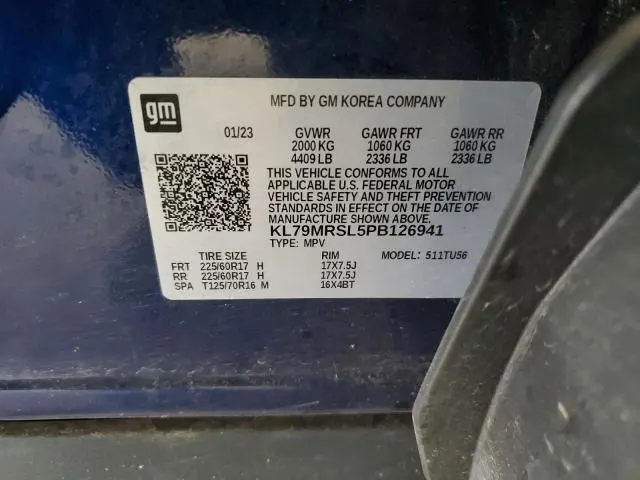 gm
MFD BY GM KOREA COMPANY
01/23 GVWR GAWR FRT GAWR RR
2000 KG 1060 KG 1060 KG
4409 LB 2336 LB 2336 LB
THIS VEHICLE CONFORMS TO ALL
APPLICABLE U.S. FEDERAL MOTOR
VEHICLE SAFETY AND THEFT PREVENTION
STANDARDS IN EFFECT ON THE DATE OF
MANUFACTURE SHOWN ABOVE.
KL79MRSL5PB126941
TYPE: MPV
TIRE SIZE RIM MODEL: 511TU56
FRT 225/60R17 H 17X7.5J
RR 225/60R17 H 17X7.5J
SPA T125/70R16 M 16X4BT